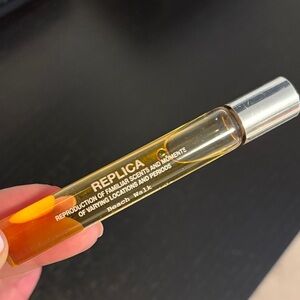 REPLICA
REPRODUCTION OF FAMILIAR SCENTS AND MOMENTS
OF VARYING LOCATIONS AND PERIODS
Beach Walk